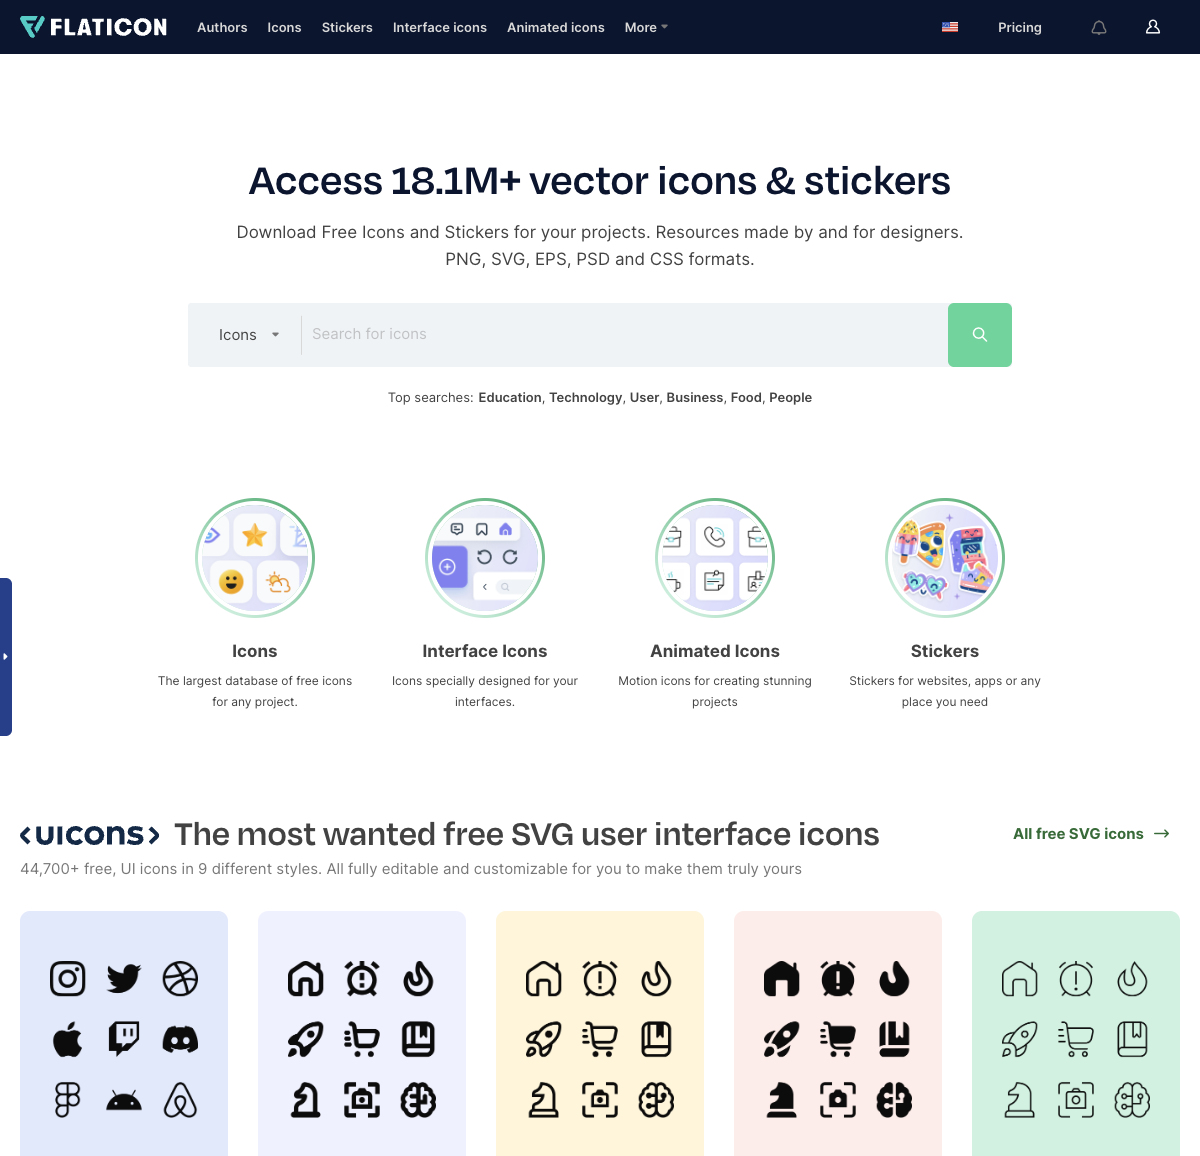 FLATICON Authors Icons Stickers Interface icons Animated icons More Pricing
Access 18.1M+ vector icons & stickers
Download Free Icons and Stickers for your projects. Resources made by and for designers.
PNG, SVG, EPS, PSD and CSS formats.
Icons Search for icons
Top searches: Education, Technology, User, Business, Food, People
Icons
The largest database of free icons
for any project.
Interface Icons
Icons specially designed for your
interfaces.
Animated Icons
Motion icons for creating stunning
projects
Stickers
Stickers for websites, apps or any
place you need
<uicons> The most wanted free SVG user interface icons
All free SVG icons →
44,700+ free, UI icons in 9 different styles. All fully editable and customizable for you to make them truly yours